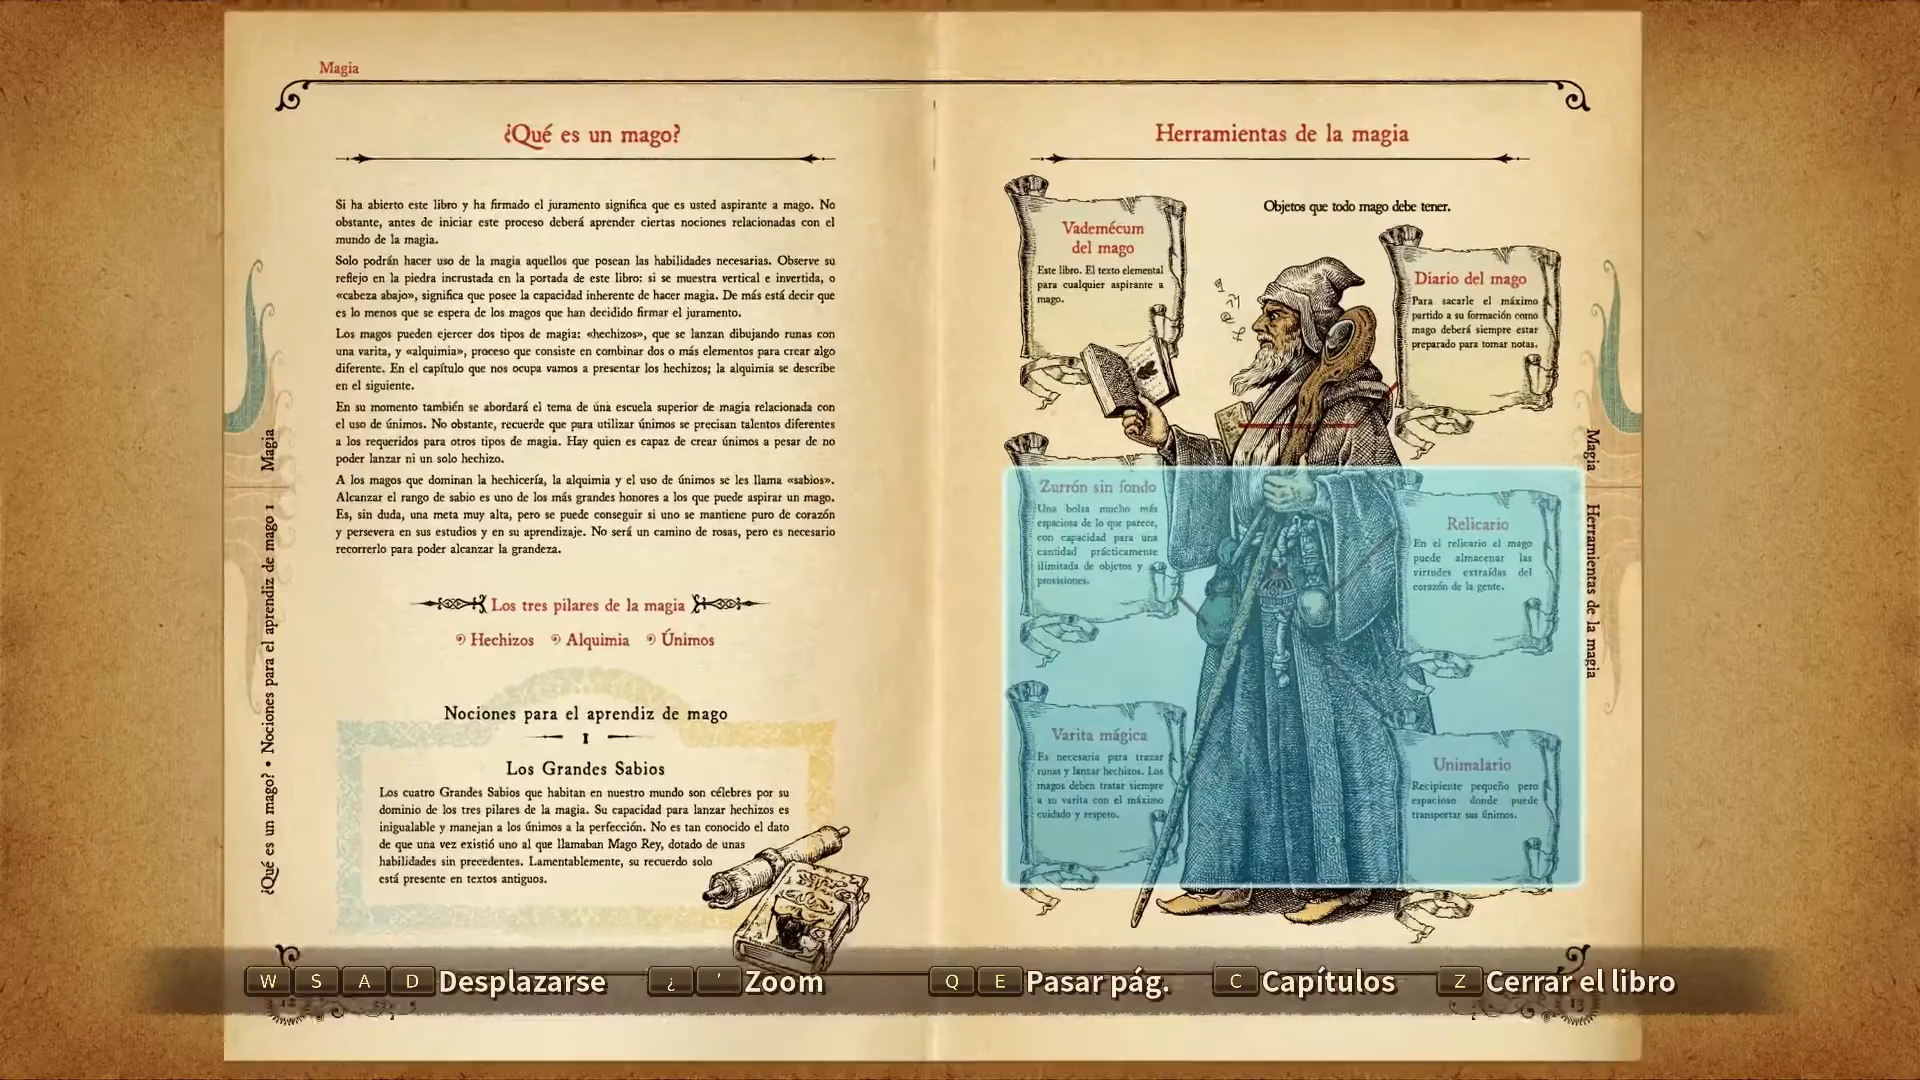 Magia
¿Qué es un mago?
Si ha abierto este libro y ha firmado el juramento significa que es usted aspirante a mago. No
obstante, antes de iniciar este proceso deberá aprender ciertas nociones relacionadas con el
mundo de la magia.
Solo podrán hacer uso de la magia aquellos que posean las habilidades necesarias. Observe su
reflejo en la piedra incrustada en la portada de este libro: si se muestra vertical e invertida, o
«cabeza abajo», significa que posee la capacidad inherente de hacer magia. De más está decir que
es lo menos que se espera de los magos que han decidido firmar el juramento.
Los magos pueden ejercer dos tipos de magia: «hechizos», que se lanzan dibujando runas con
una varita, y «alquimia», proceso que consiste en combinar dos o más elementos para crear algo
diferente. En el capítulo que nos ocupa vamos a presentar los hechizos; la alquimia se describe
en el siguiente.
En su momento también se abordará el tema de una escuela superior de magia relacionada con
el uso de únimos. No obstante, recuerde que para utilizar únimos se precisan talentos diferentes
a los requeridos para otros tipos de magia. Hay quien es capaz de crear únimos a pesar de no
poder lanzar ni un solo hechizo.
A los magos que dominan la hechicería, la alquimia y el uso de únimos se les llama «sabios».
Alcanzar el rango de sabio es uno de los más grandes honores a los que puede aspirar un mago.
Es, sin duda, una meta muy alta, pero se puede conseguir si uno se mantiene puro de corazón
y persevera en sus estudios y en su aprendizaje. No será un camino de rosas, pero es necesario
recorrerlo para poder alcanzar la grandeza.
Los tres pilares de la magia
Hechizos Alquimia Únimos
Nociones para el aprendiz de mago
1
Los Grandes Sabios
Los cuatro Grandes Sabios que habitan en nuestro mundo son célebres por su
dominio de los tres pilares de la magia. Su capacidad para lanzar hechizos es
inigualable y manejan a los únimos a la perfección. No es tan conocido el dato
de que una vez existió uno al que llamaban Mago Rey, dotado de unas
habilidades sin precedentes. Lamentablemente, su recuerdo solo
está presente en textos antiguos.
¿Qué es un mago? • Nociones para el aprendiz de mago 1 Magia
Herramientas de la magia
Objetos que todo mago debe tener.
Vademécum
del mago
Este libro. El texto elemental
para cualquier aspirante a
mago.
Diario del mago
Para sacarle el máximo
partido a su formación como
mago deberá siempre estar
preparado para tomar notas.
Zurrón sin fondo
Una bolsa mucho más
espaciosa de lo que parece,
con capacidad para una
cantidad prácticamente
ilimitada de objetos y
provisiones.
Relicario
En el relicario el mago
puede almacenar las
virtudes extraídas del
corazón de la gente.
Varita mágica
Es necesaria para trazar
runas y lanzar hechizos. Los
magos deben tratar siempre
a su varita con el máximo
cuidado y respeto.
Unimalario
Recipiente pequeño pero
espacioso donde puede
transportar sus únimos.
Magia Herramientas de la magia
W S A D Desplazarse ¿ ' Zoom Q E Pasar pág. C Capítulos Z Cerrar el libro
12 13